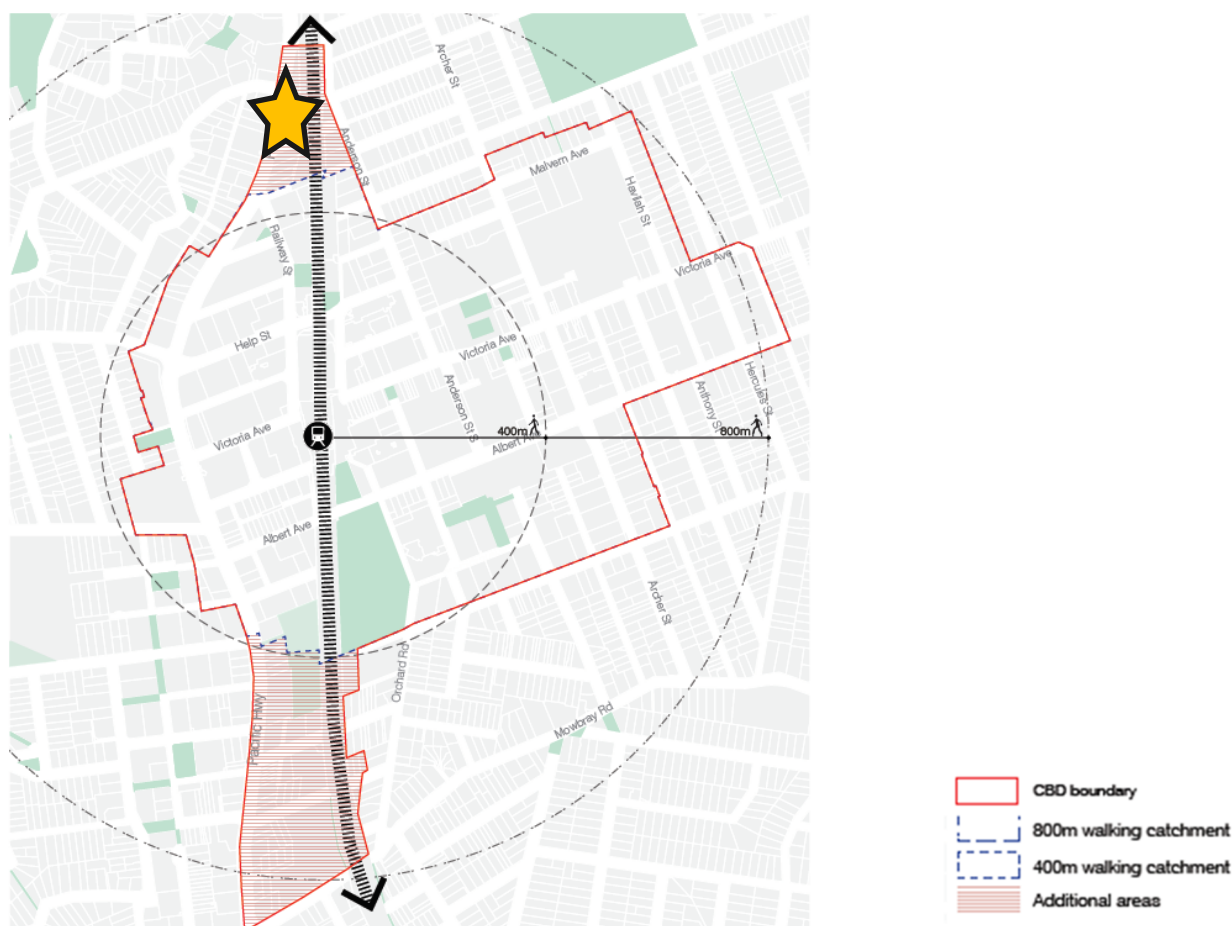 Archer St
Anderson St
Malvern Ave
Havilah St
Railway St
Victoria Ave
Help St
Victoria Ave
Hercules St
Anderson St S
Anthony St
Victoria Ave
400m
Albert Ave
800m
Albert Ave
Archer St
Orchard Rd
Pacific Hwy
Mowbray Rd
CBD boundary
800m walking catchment
400m walking catchment
Additional areas